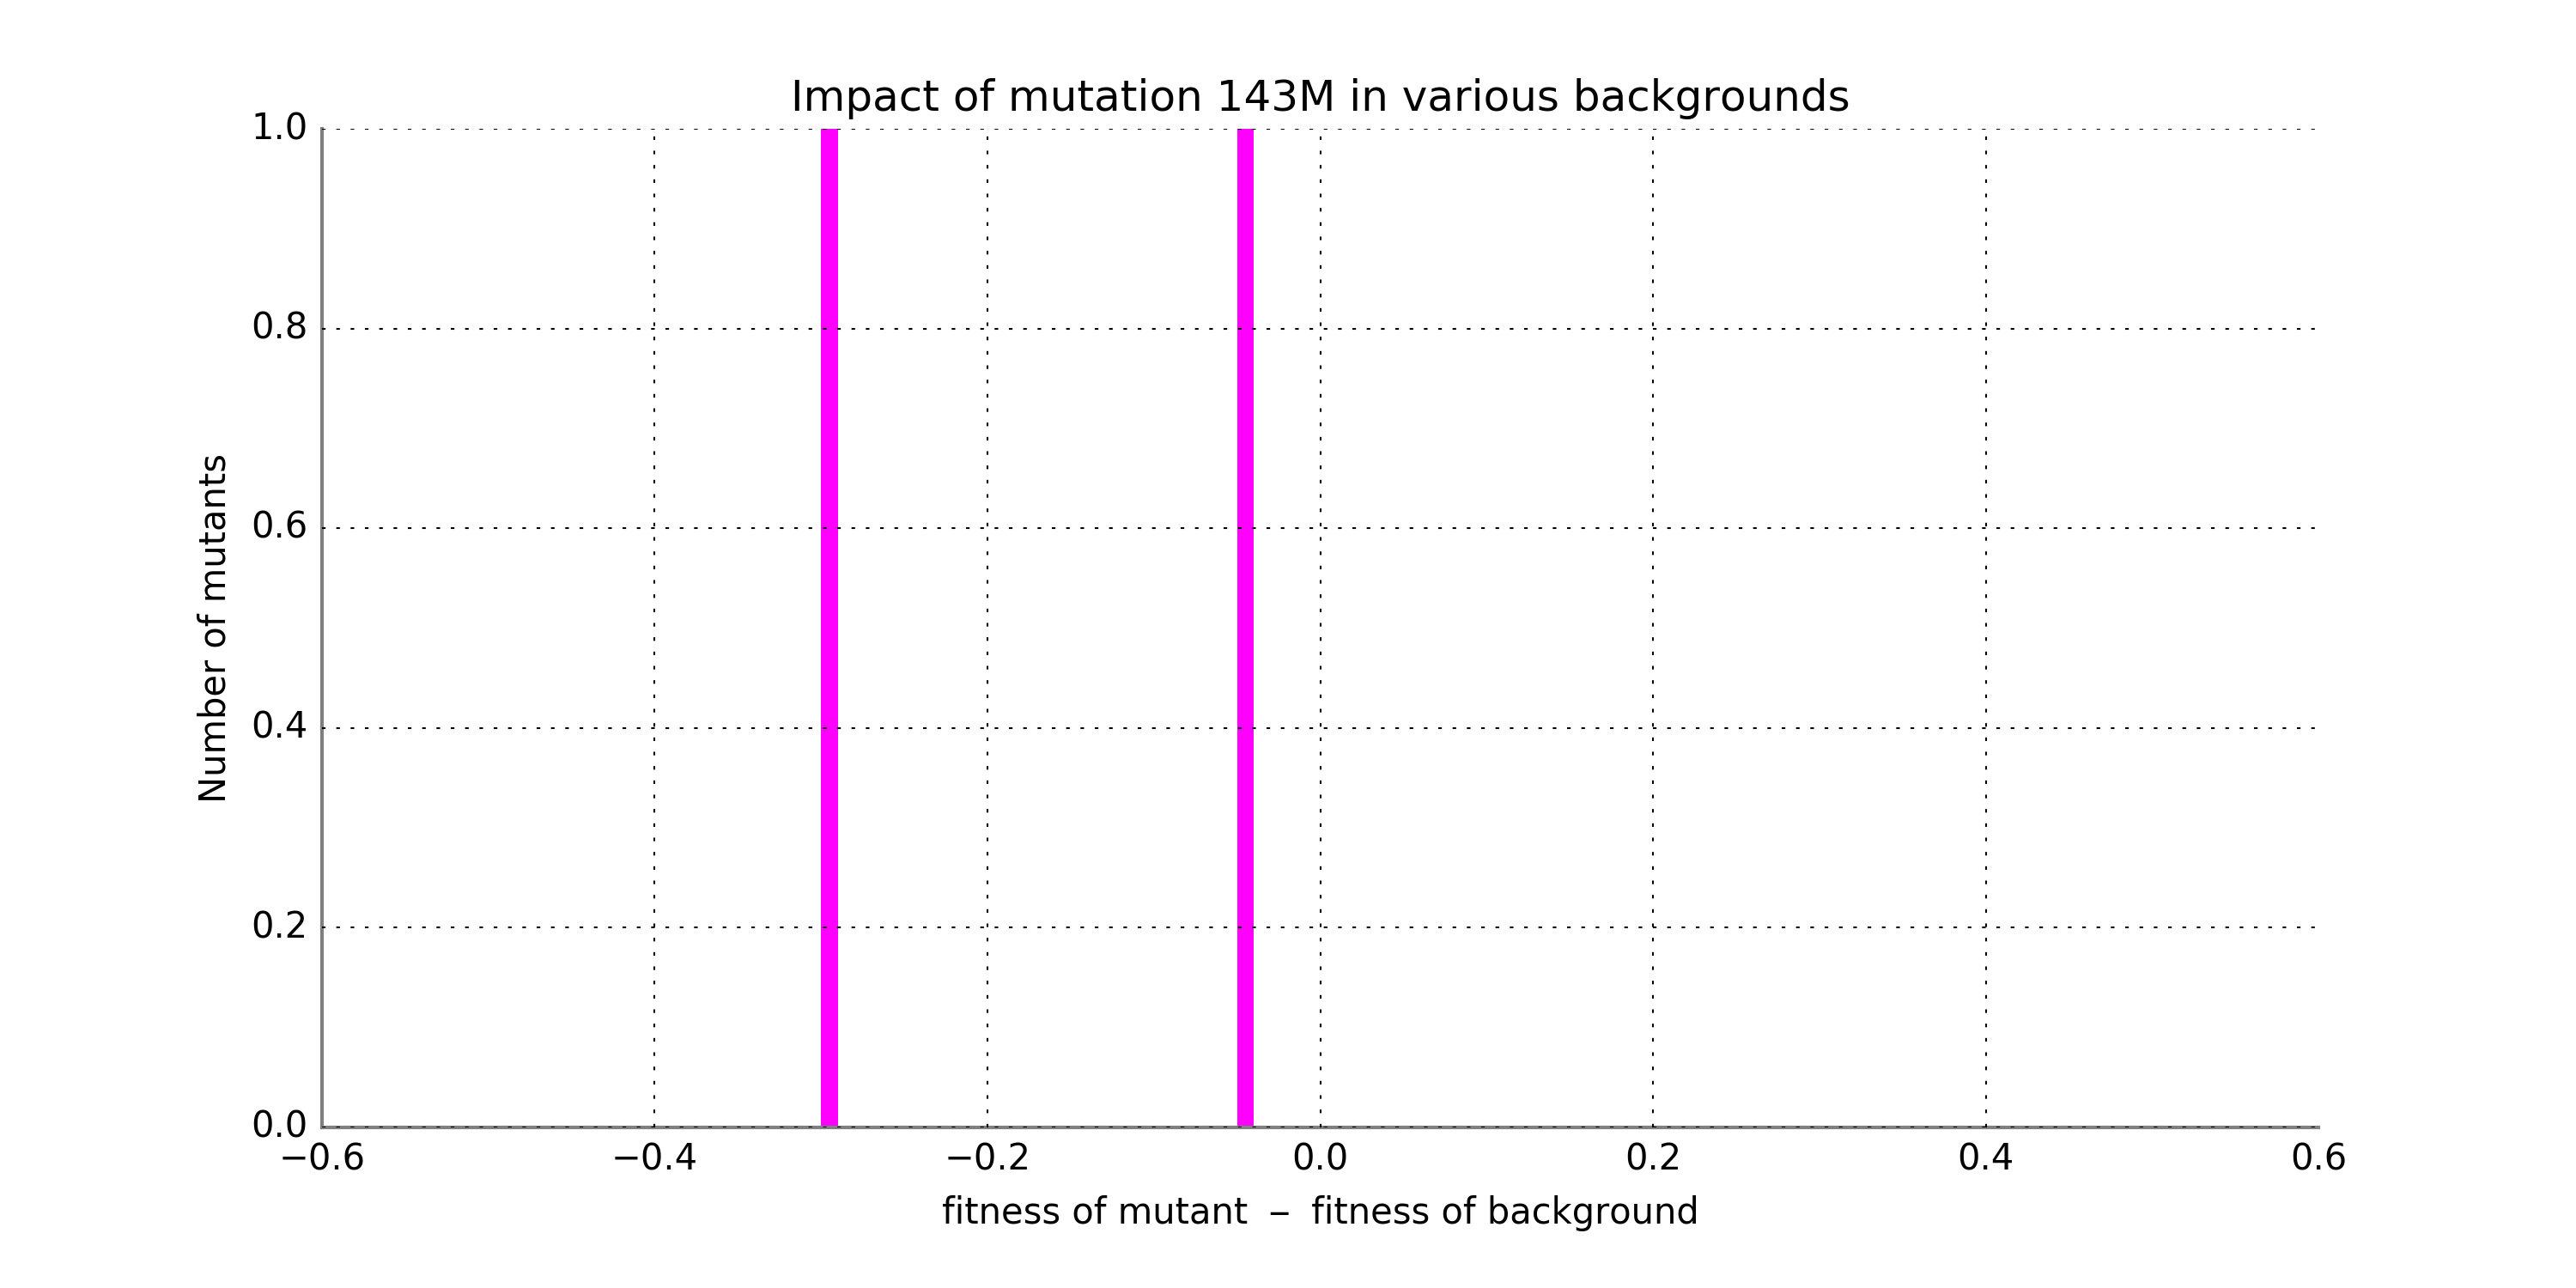 Impact of mutation 143M in various backgrounds
1.0
0.8
0.6
0.4
0.2
0.0
Number of mutants
−0.6 −0.4 −0.2 0.0 0.2 0.4 0.6
fitness of mutant − fitness of background